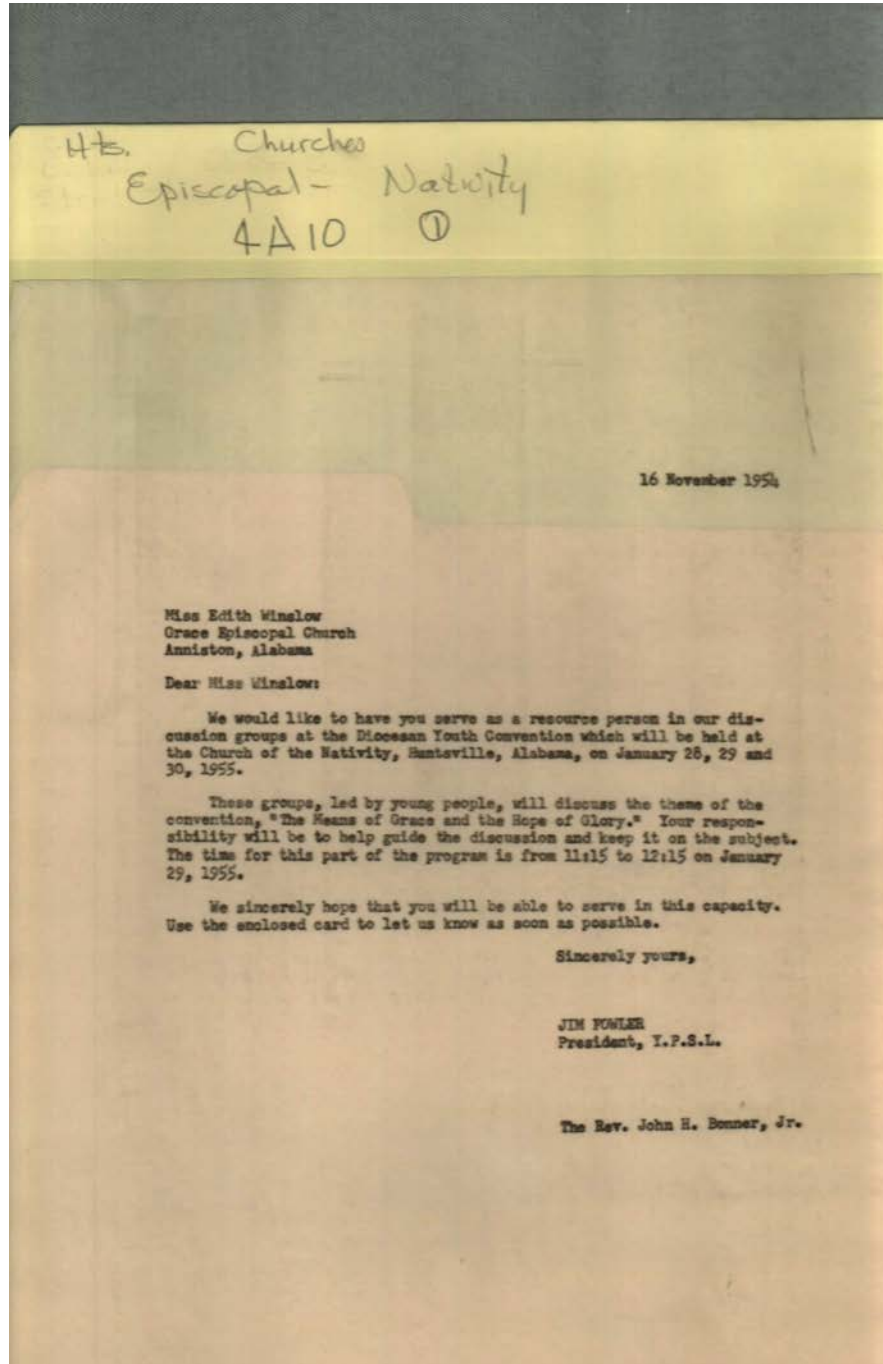 Hts. Churches
Episcopal - Nativity
4A10 ①
16 November 1954
Miss Edith Winslow
Grace Episcopal Church
Anniston, Alabama
Dear Miss Winslow:
We would like to have you serve as a resource person in our dis-
cussion groups at the Diocesan Youth Convention which will be held at
the Church of the Nativity, Huntsville, Alabama, on January 28, 29 and
30, 1955.
These groups, led by young people, will discuss the theme of the
convention, "The Means of Grace and the Hope of Glory." Your respon-
sibility will be to help guide the discussion and keep it on the subject.
The time for this part of the program is from 11:15 to 12:15 on January
29, 1955.
We sincerely hope that you will be able to serve in this capacity.
Use the enclosed card to let us know as soon as possible.
Sincerely yours,
JIM FOWLER
President, Y.P.S.L.
The Rev. John H. Bonner, Jr.